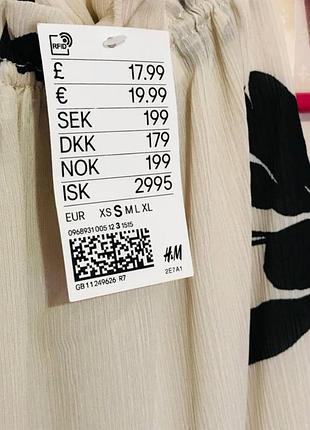 RFID
£ 17.99
€ 19.99
SEK 199
DKK 179
NOK 199
ISK 2995
EUR XS S M L XL
0968931 005 12 3 1515
H&M
2E7A1
GB 11249626 R7